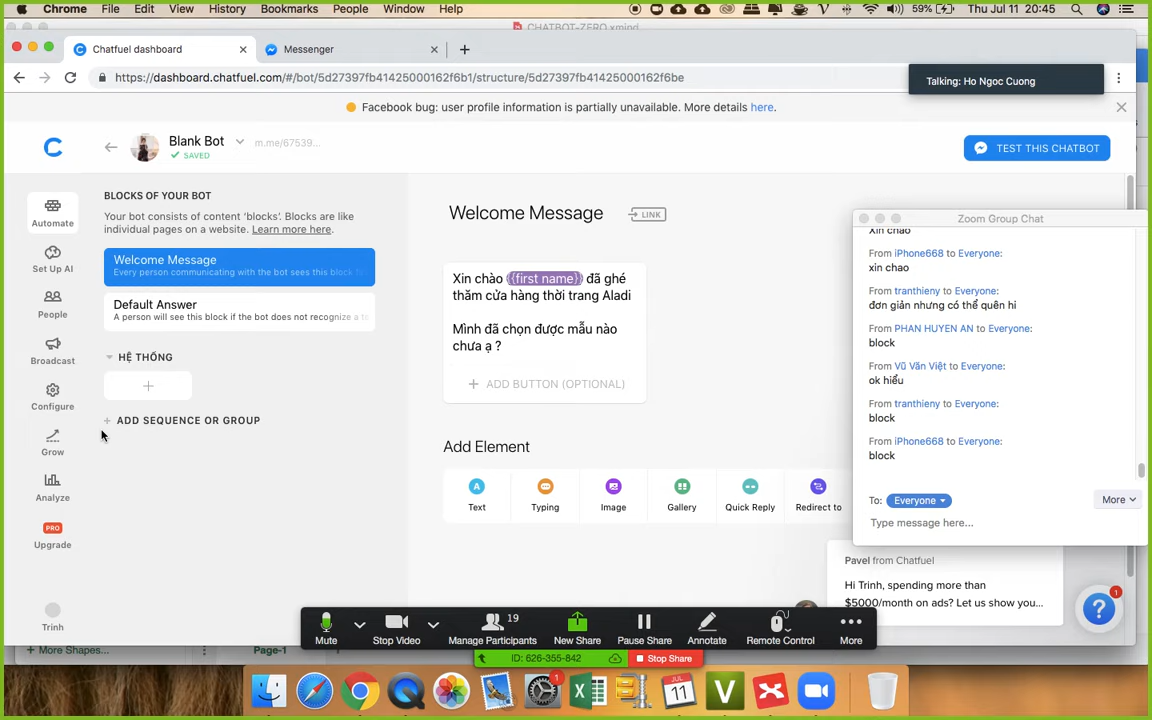 Chrome File Edit View History Bookmarks People Window Help 59% Thu Jul 11 20:45
CHATBOT-ZERO.xmind
Chatfuel dashboard
Messenger
https://dashboard.chatfuel.com/#/bot/5d27397fb41425000162f6b1/structure/5d27397fb41425000162f6be
Talking: Ho Ngoc Cuong
Facebook bug: user profile information is partially unavailable. More details here.
Blank Bot
SAVED
m.me/67539...
TEST THIS CHATBOT
Automate
Set Up AI
People
Broadcast
Configure
Grow
Analyze
PRO
Upgrade
Trinh
BLOCKS OF YOUR BOT
Your bot consists of content ‘blocks’. Blocks are
like individual pages on a website. Learn more here.
Welcome Message
Every person communicating with the bot sees this block
Default Answer
A person will see this block if the bot does not recognize a
HỆ THỐNG
+ ADD SEQUENCE OR GROUP
Welcome Message
LINK
Xin chào {{first name}} đã ghé
thăm cửa hàng thời trang Aladi
Mình đã chọn được mẫu nào
chưa ạ ?
+ ADD BUTTON (OPTIONAL)
Add Element
Text
Typing
Image
Gallery
Quick Reply
Redirect to
Zoom Group Chat
Xin chao
From iPhone668 to Everyone:
xin chao
From tranthieny to Everyone:
đơn giản nhưng có thể quên hi
From PHAN HUYEN AN to Everyone:
block
From Vũ Văn Việt to Everyone:
ok hiểu
From tranthieny to Everyone:
block
From iPhone668 to Everyone:
block
To: Everyone
More
Type message here...
Pavel from Chatfuel
Hi Trinh, spending more than
$5000/month on ads? Let us show you...
1
?
Mute
Stop Video
19
Manage Participants
New Share
Pause Share
Annotate
Remote Control
More
ID: 626-355-842
Stop Share
+ More Shapes...
Page-1
1
JUL
11